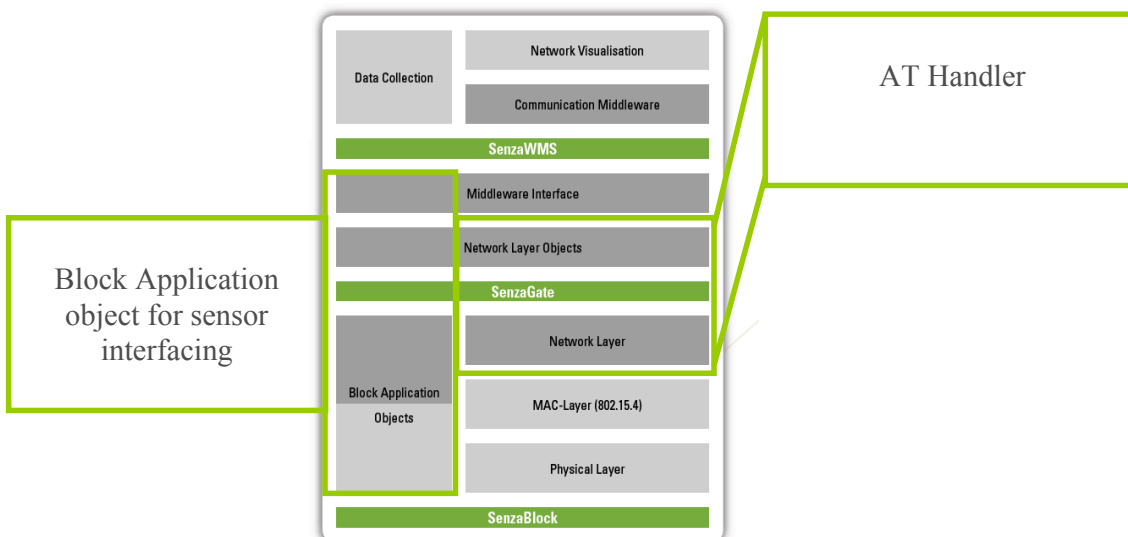 Network Visualisation
Data Collection
Communication Middleware
SenzaWMS
Middleware Interface
Network Layer Objects
SenzaGate
Network Layer
Block Application
Objects
MAC-Layer (802.15.4)
Physical Layer
SenzaBlock
AT Handler
Block Application
object for sensor
interfacing